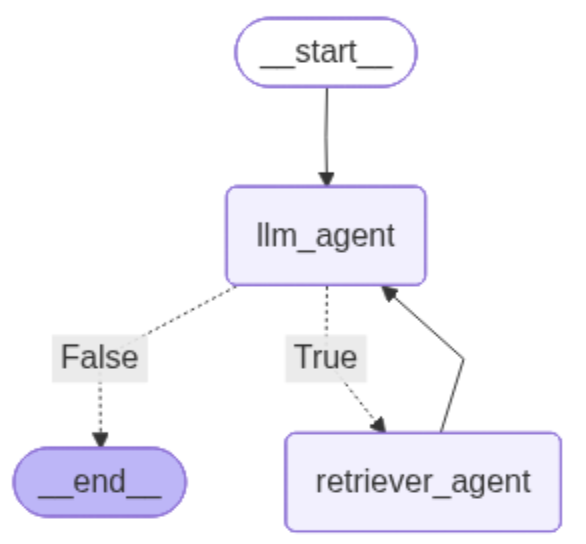 __start__
llm_agent
False
True
__end__
retriever_agent